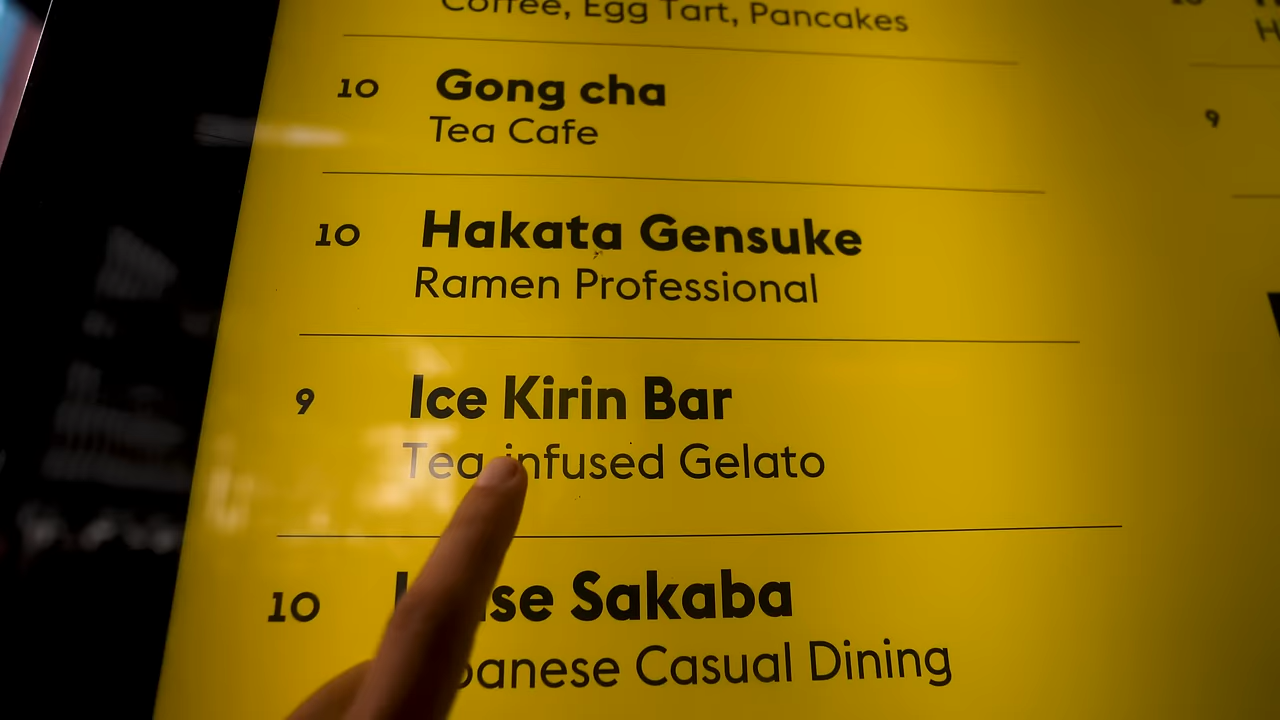 Coffee, Egg Tart, Pancakes
10 Gong cha
Tea Cafe
10 Hakata Gensuke
Ramen Professional
9 Ice Kirin Bar
Tea infused Gelato
10 Sakaba
Casual Dining
9